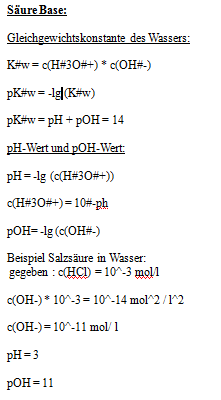 Säure Base:
Gleichgewichtskonstante des Wassers:
K#w = c(H#3O#+) * c(OH#-)
pK#w = -lg(K#w)
pK#w = pH + pOH = 14
pH-Wert und pOH-Wert:
pH = -lg (c(H#3O#+))
c(H#3O#+) = 10#-ph
pOH= -lg (c(OH#-)
Beispiel Salzsäure in Wasser:
gegeben : c(HCl) = 10^-3 mol/l
c(OH-) * 10^-3 = 10^-14 mol^2 / l^2
c(OH-) = 10^-11 mol/ l
pH = 3
pOH = 11